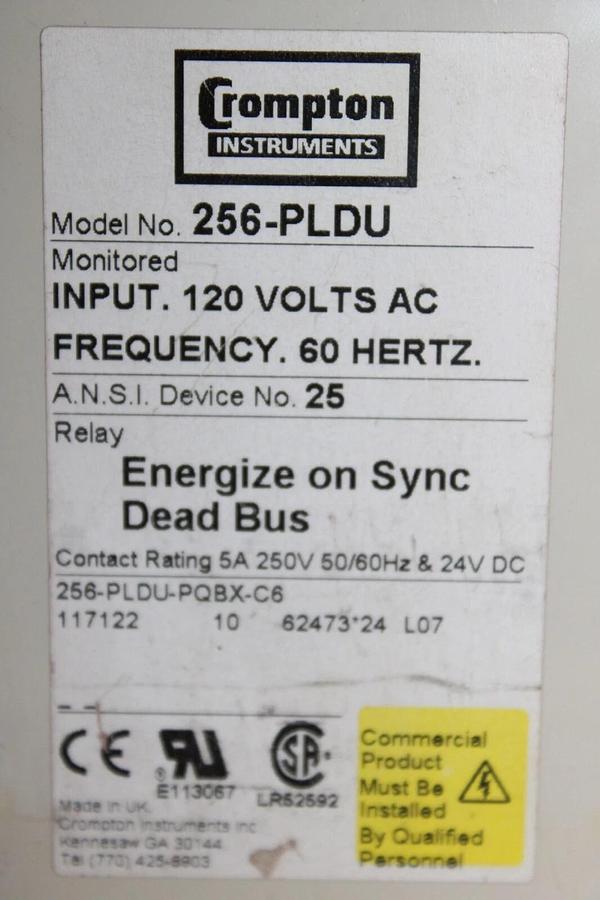 Crompton
INSTRUMENTS
Model No. 256-PLDU
Monitored
INPUT. 120 VOLTS AC
FREQUENCY. 60 HERTZ.
A.N.S.I. Device No. 25
Relay
Energize on Sync
Dead Bus
Contact Rating 5A 250V 50/60Hz & 24V DC
256-PLDU-PQBX-C6
117122 10 62473*24 L07
- -
CE RU SA
®
E113067 LR52592
Made in UK.
Crompton Instruments Inc
Kennesaw GA 30144
Tel (770) 425-8903
Commercial
Product
Must Be
Installed
By Qualified
Personnel